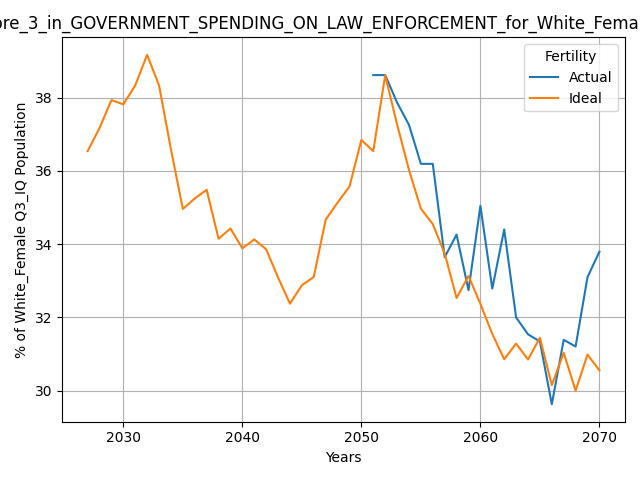 ore_3_in_GOVERNMENT_SPENDING_ON_LAW_ENFORCEMENT_for_White_Fema
Fertility
Actual
Ideal
% of White_Female Q3_IQ Population
38
36
34
32
30
2030
2040
2050
2060
2070
Years